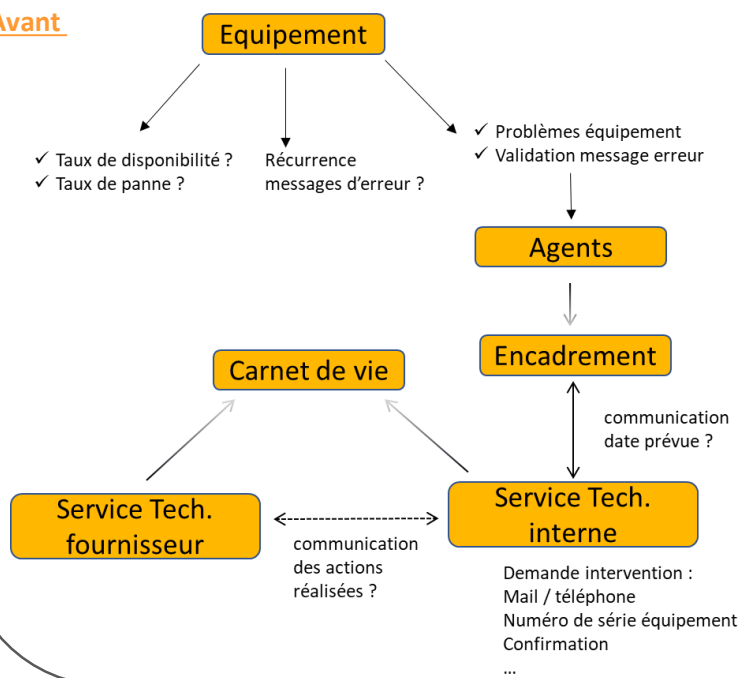 Avant
Equipement
✓ Taux de disponibilité ?
✓ Taux de panne ?
Récurrence
messages d'erreur ?
✓ Problèmes équipement
✓ Validation message erreur
Agents
Encadrement
Carnet de vie
communication
date prévue ?
Service Tech.
fournisseur
communication
des actions
réalisées ?
Service Tech.
interne
Demande intervention :
Mail / téléphone
Numéro de série équipement
Confirmation
...